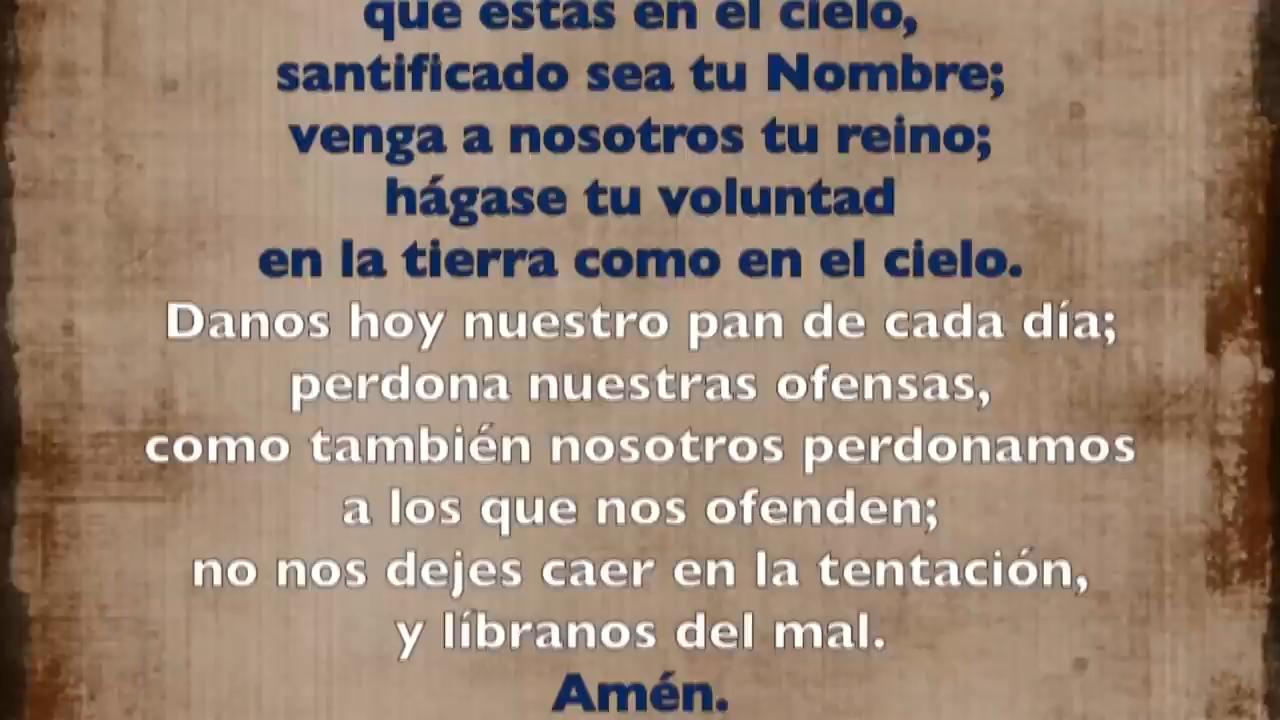 que estás en el cielo,
santificado sea tu Nombre;
venga a nosotros tu reino;
hágase tu voluntad
en la tierra como en el cielo.
Danos hoy nuestro pan de cada día;
perdona nuestras ofensas,
como también nosotros perdonamos
a los que nos ofenden;
no nos dejes caer en la tentación,
y líbranos del mal.
Amén.